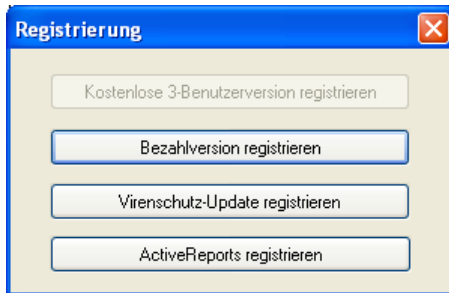 Registrierung
Kostenlose 3-Benutzerversion registrieren
Bezahlversion registrieren
Virenschutz-Update registrieren
ActiveReports registrieren